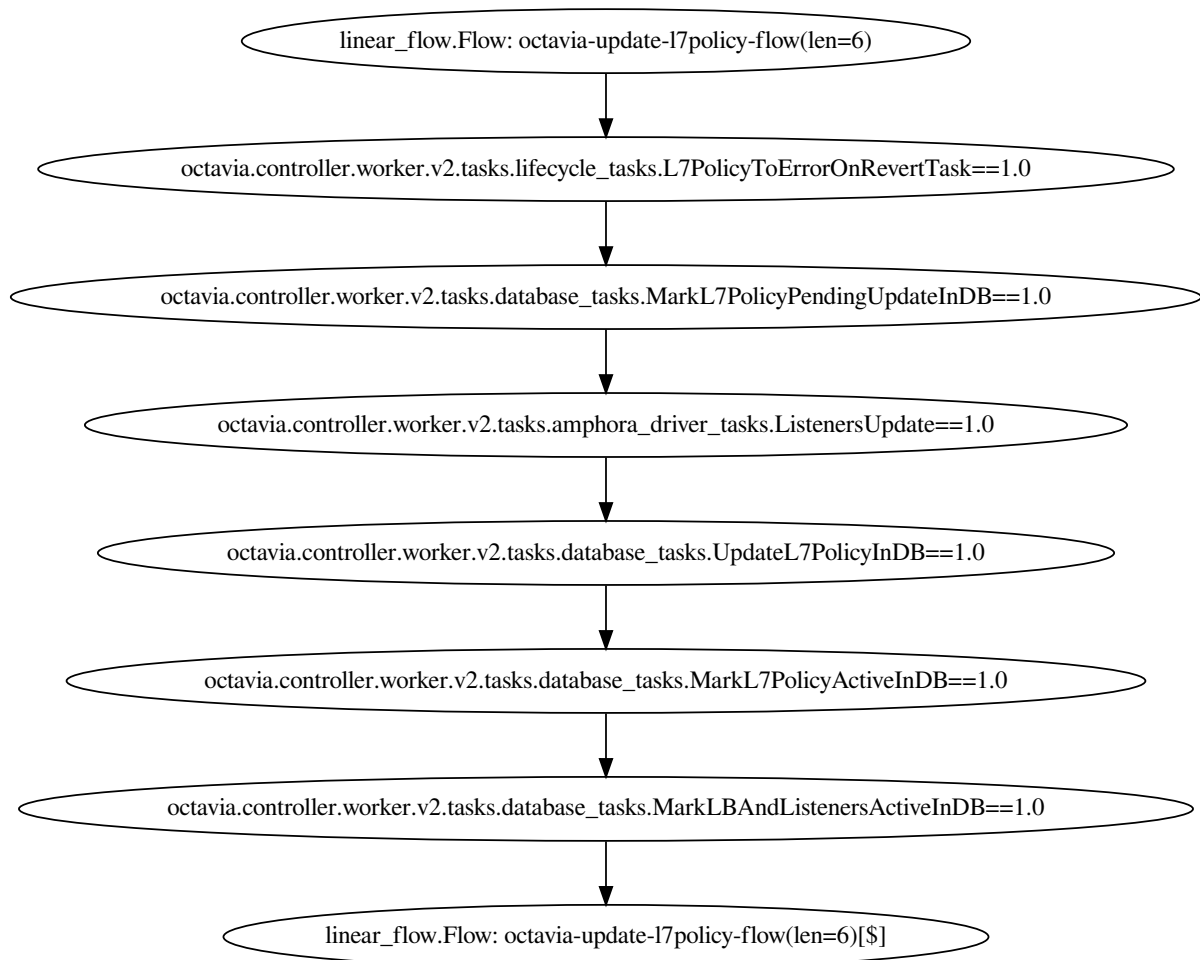 linear_flow.Flow: octavia-update-l7policy-flow(len=6)
octavia.controller.worker.v2.tasks.lifecycle_tasks.L7PolicyToErrorOnRevertTask==1.0
octavia.controller.worker.v2.tasks.database_tasks.MarkL7PolicyPendingUpdateInDB==1.0
octavia.controller.worker.v2.tasks.amphora_driver_tasks.ListenersUpdate==1.0
octavia.controller.worker.v2.tasks.database_tasks.UpdateL7PolicyInDB==1.0
octavia.controller.worker.v2.tasks.database_tasks.MarkL7PolicyActiveInDB==1.0
octavia.controller.worker.v2.tasks.database_tasks.MarkLBAndListenersActiveInDB==1.0
linear_flow.Flow: octavia-update-l7policy-flow(len=6)[$]